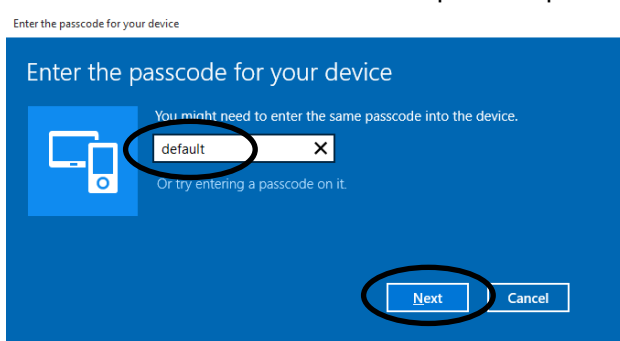 Enter the passcode for your device
Enter the passcode for your device
You might need to enter the same passcode into the device.
default
Or try entering a passcode on it.
Next
Cancel